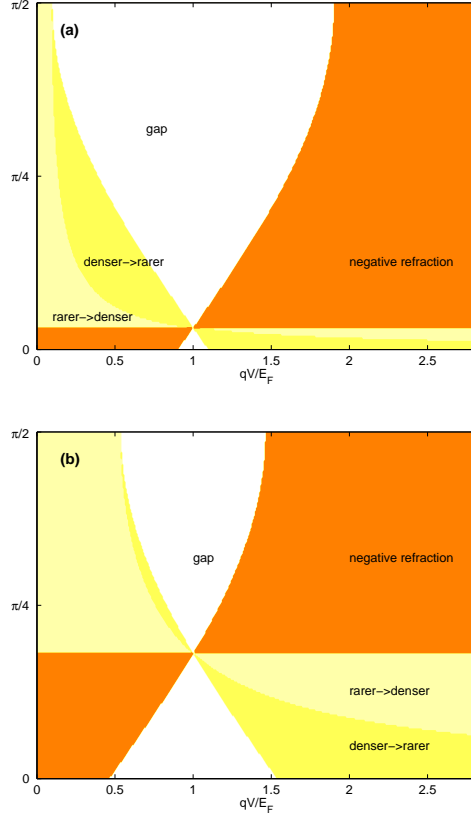 π/2
(a)
gap
π/4
denser->rarer
negative refraction
rarer->denser
0
0 0.5 1 1.5 2 2.5
qV/E_F
π/2
(b)
gap
negative refraction
π/4
rarer->denser
denser->rarer
0
0 0.5 1 1.5 2 2.5
qV/E_F